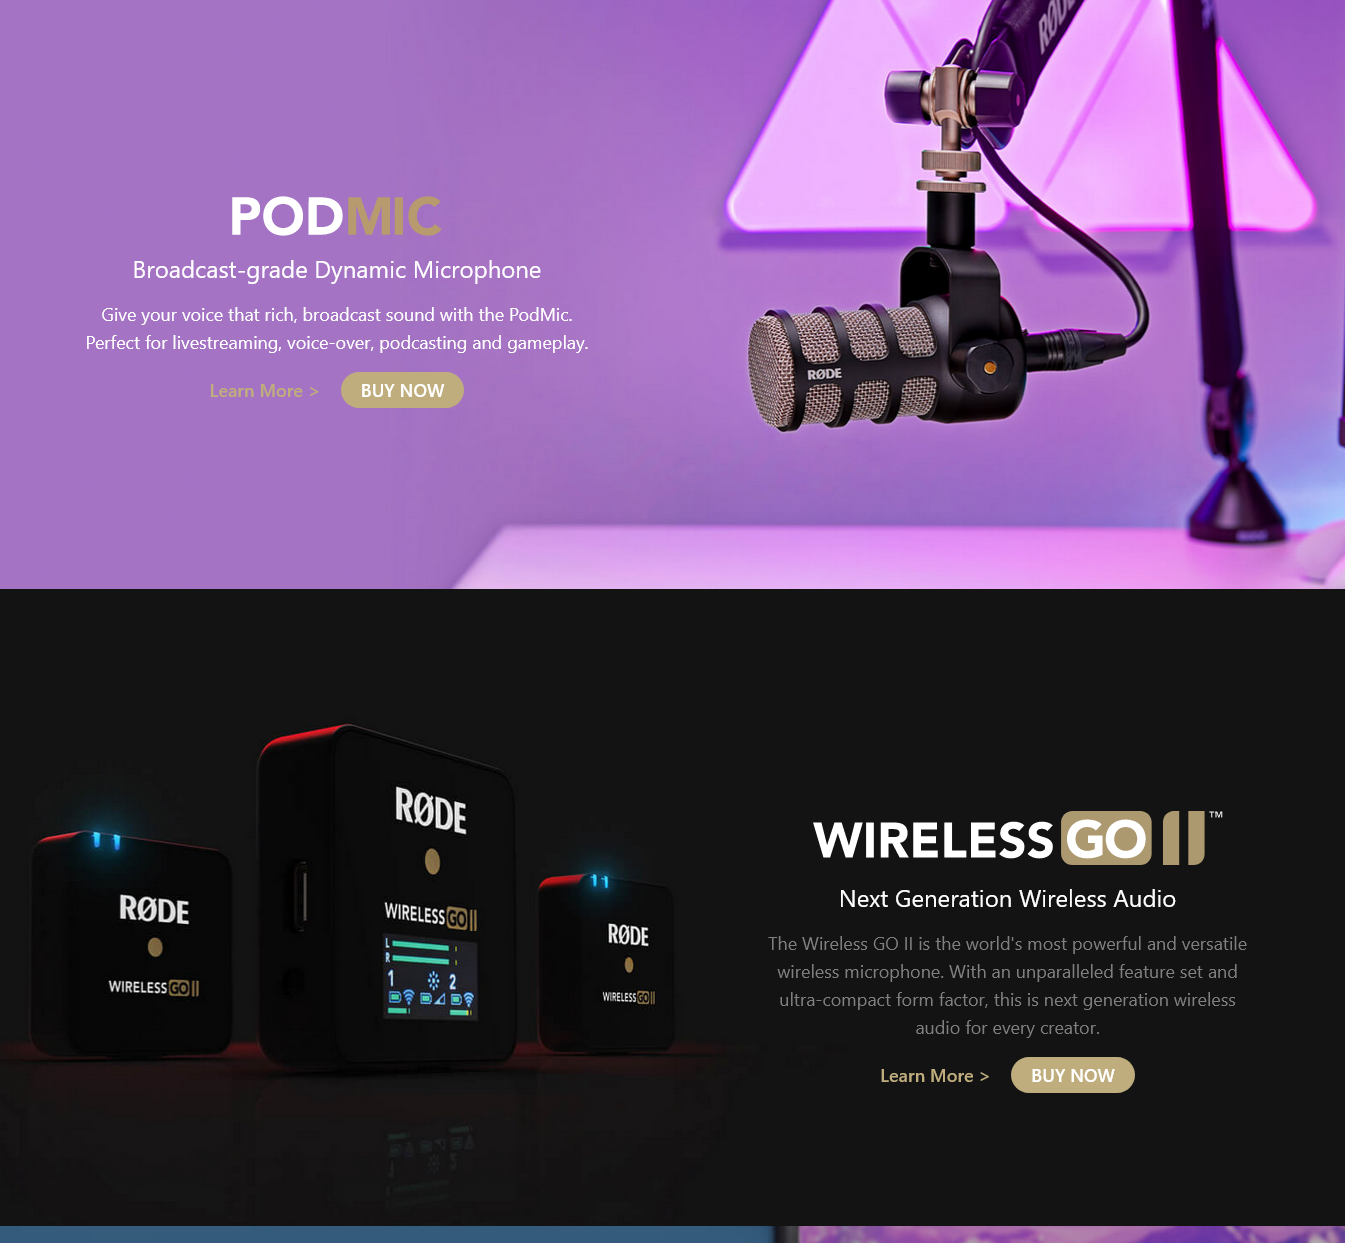 RØDE
PODMIC
Broadcast-grade Dynamic Microphone
Give your voice that rich, broadcast sound with the PodMic.
Perfect for livestreaming, voice-over, podcasting and gameplay.
Learn More >
BUY NOW
RØDE
RØDE
WIRELESS GO II
RØDE
WIRELESS GO II
L
R
1
2
RØDE
WIRELESS GO II
WIRELESS GO II™
Next Generation Wireless Audio
The Wireless GO II is the world's most powerful and versatile
wireless microphone. With an unparalleled feature set and
ultra-compact form factor, this is next generation wireless
audio for every creator.
Learn More >
BUY NOW